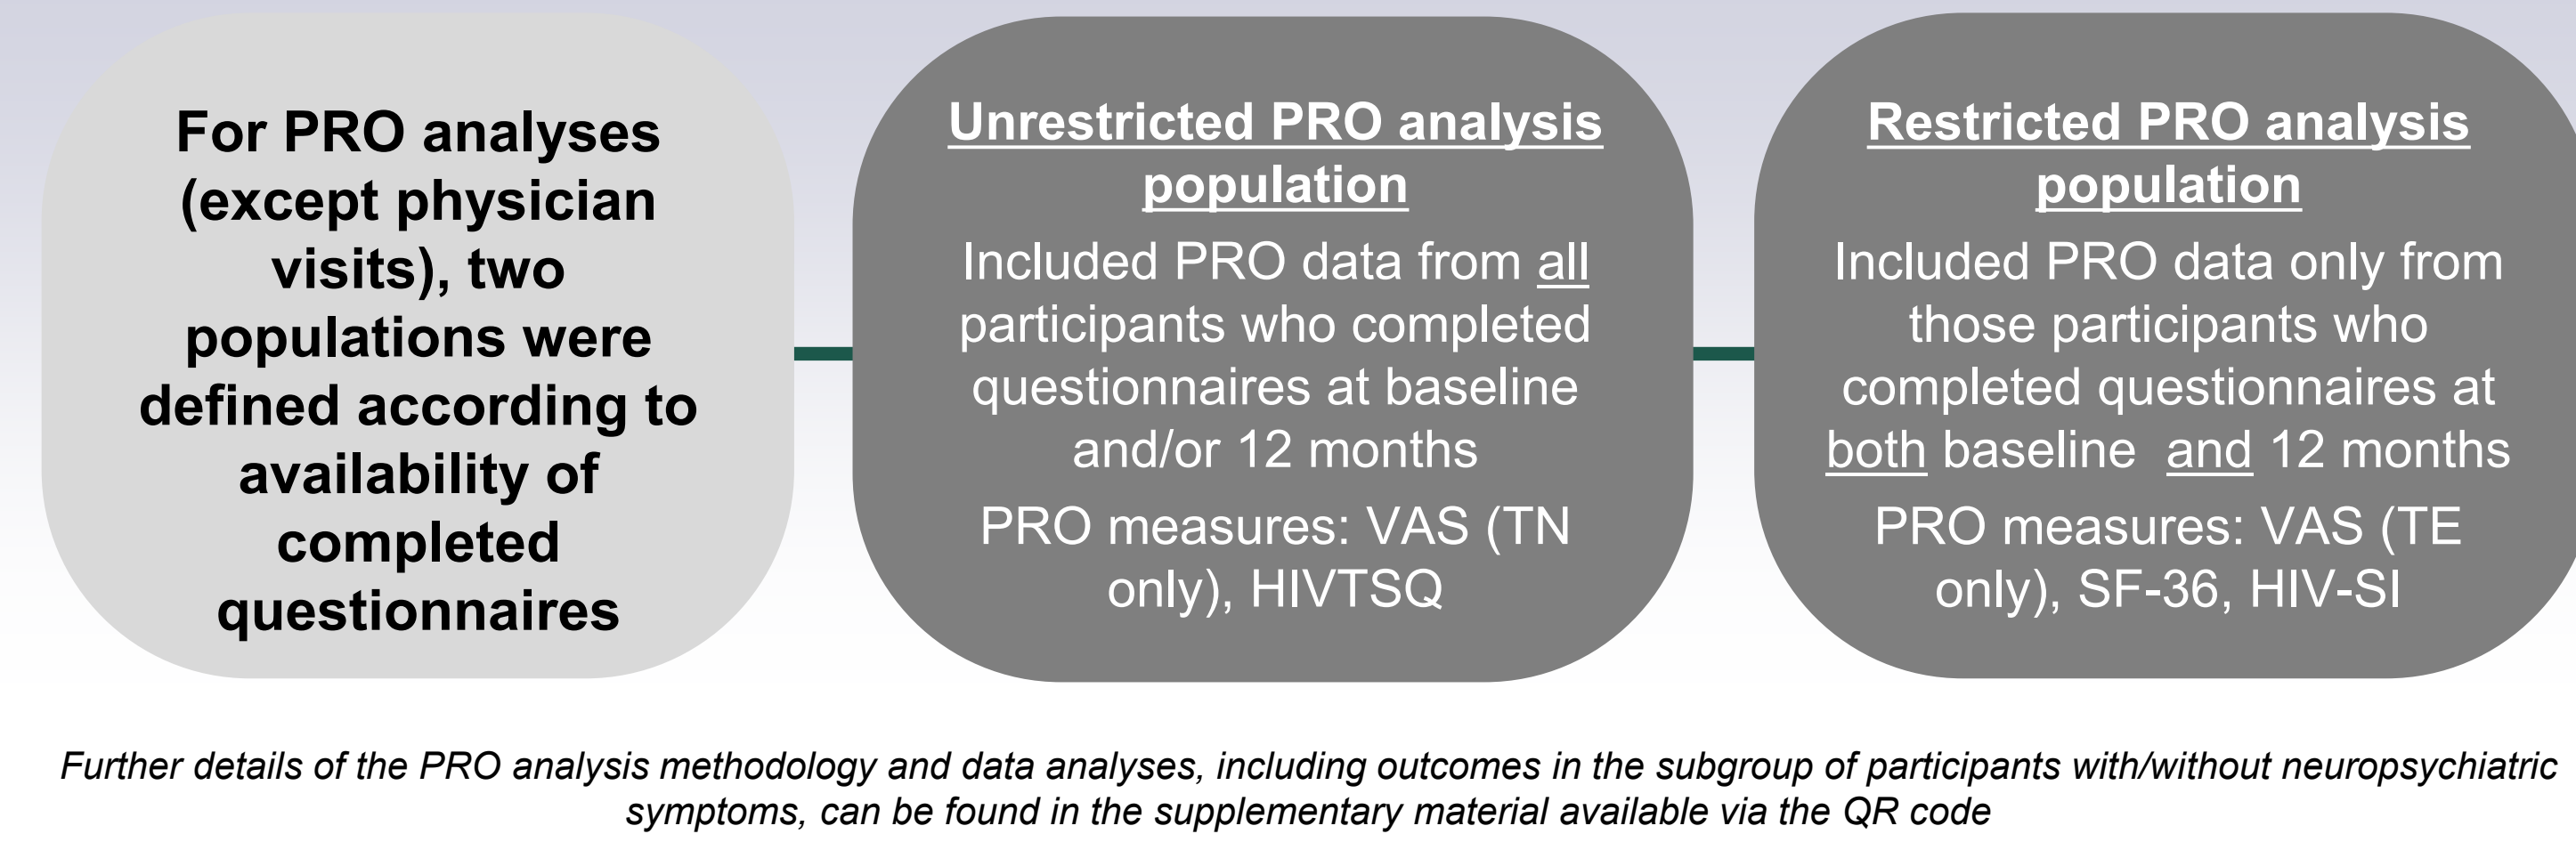 For PRO analyses
(except physician
visits), two
populations were
defined according to
availability of
completed
questionnaires
Unrestricted PRO analysis
population
Included PRO data from all
participants who completed
questionnaires at baseline
and/or 12 months
PRO measures: VAS (TN
only), HIVTSQ
Restricted PRO analysis
population
Included PRO data only from
those participants who
completed questionnaires at
both baseline and 12 months
PRO measures: VAS (TE
only), SF-36, HIV-SI
Further details of the PRO analysis methodology and data analyses, including outcomes in the subgroup of participants with/without neuropsychiatric
symptoms, can be found in the supplementary material available via the QR code